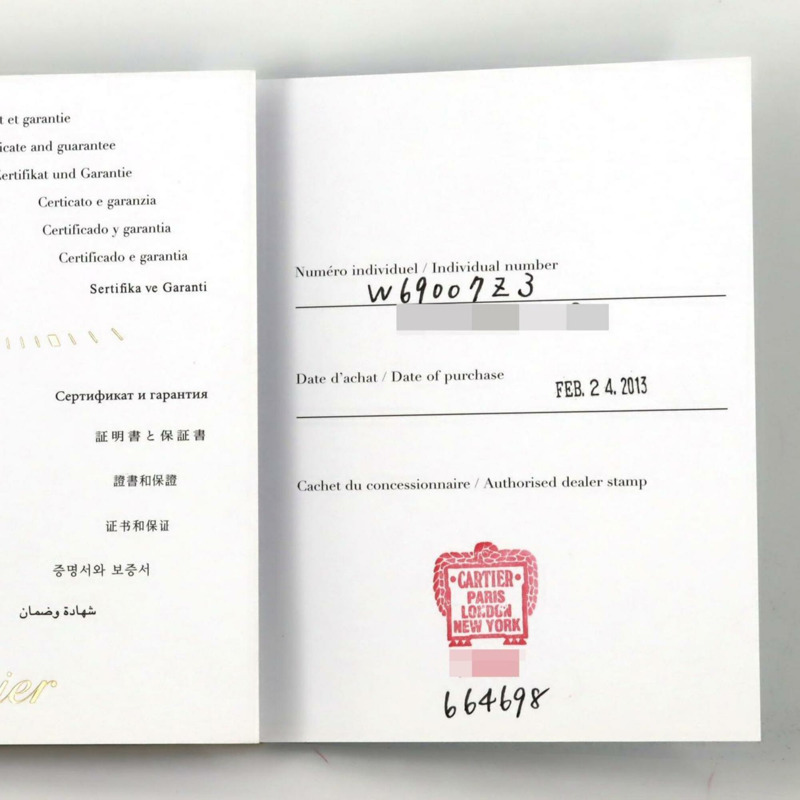 t et garantie
icate and guarantee
Zertifikat und Garantie
Certicato e garanzia
Certificado y garantia
Certificado e garantia
Sertifika ve Garanti
Сертификат и гарантия
証明書と保証書
證書和保證
证书和保证
증명서와 보증서
شهادة وضمان
ier
Numéro individuel / Individual number
W69007Z3
Date d'achat / Date of purchase
FEB. 24. 2013
Cachet du concessionnaire / Authorised dealer stamp
CARTIER
PARIS
LONDON
NEW YORK
664698